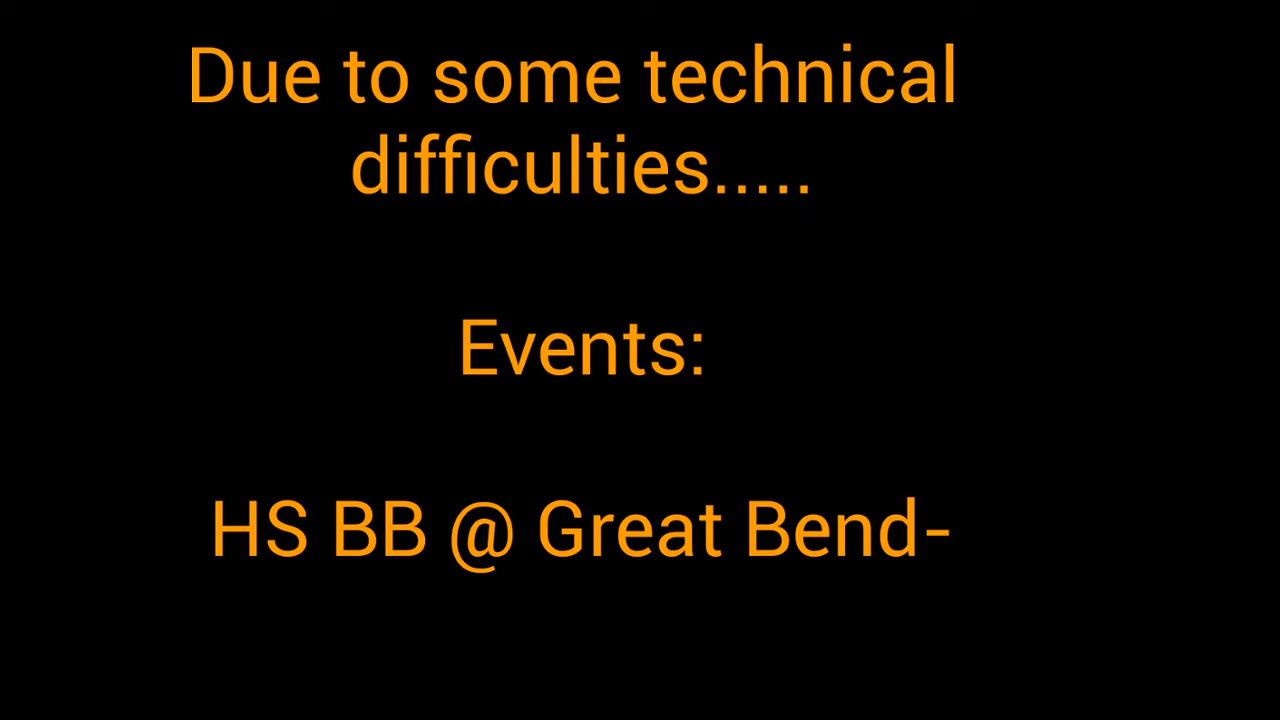 Due to some technical
difficulties.....
Events:
HS BB @ Great Bend-